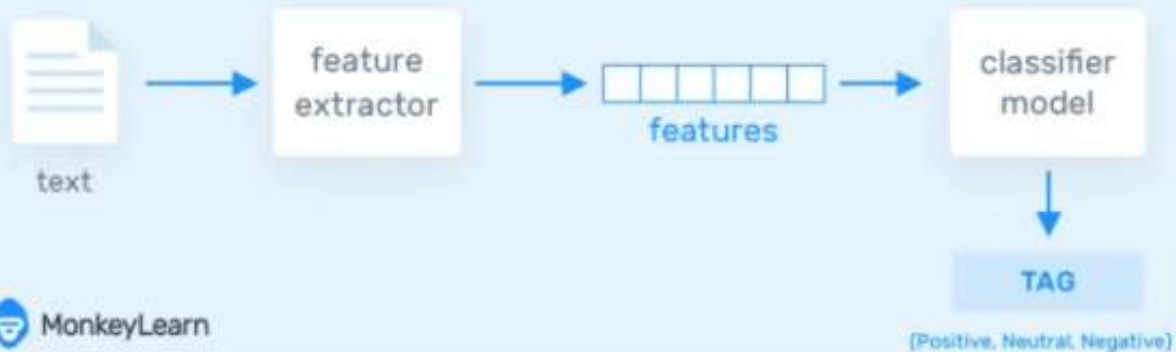 text
feature
extractor
features
classifier
model
TAG
(Positive, Neutral, Negative)
MonkeyLearn